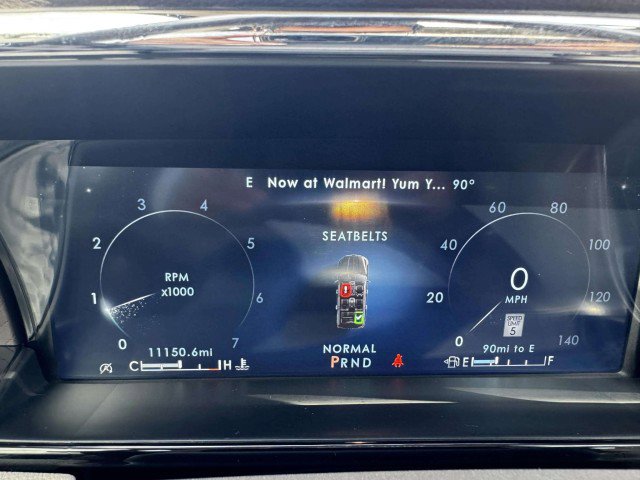 E Now at Walmart! Yum Y... 90°
SEATBELTS
0 1 2 3 4 5 6 7
RPM
x1000
0 20 40 60 80 100 120 140
0
MPH
SPEED
LIMIT
5
11150.6mi
C H
NORMAL
PRND
90mi to E
E F